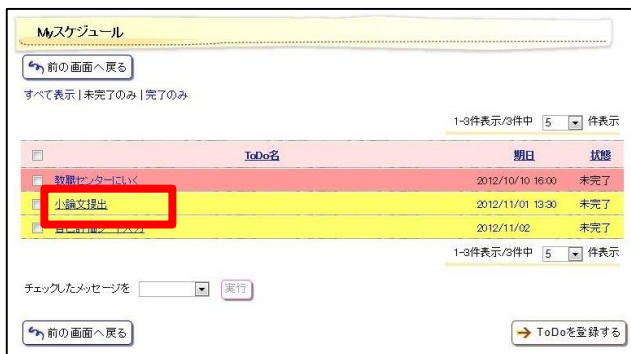 Myスケジュール
前の画面へ戻る
すべて表示 | 未完了のみ | 完了のみ
1-3件表示/3件中 5 件表示
ToDo名 期日 状態
教職センターにいく 2012/10/10 16:00 未完了
小論文提出 2012/11/01 13:30 未完了
2012/11/02 未完了
1-3件表示/3件中 5 件表示
チェックしたメッセージを 実行
前の画面へ戻る ToDoを登録する